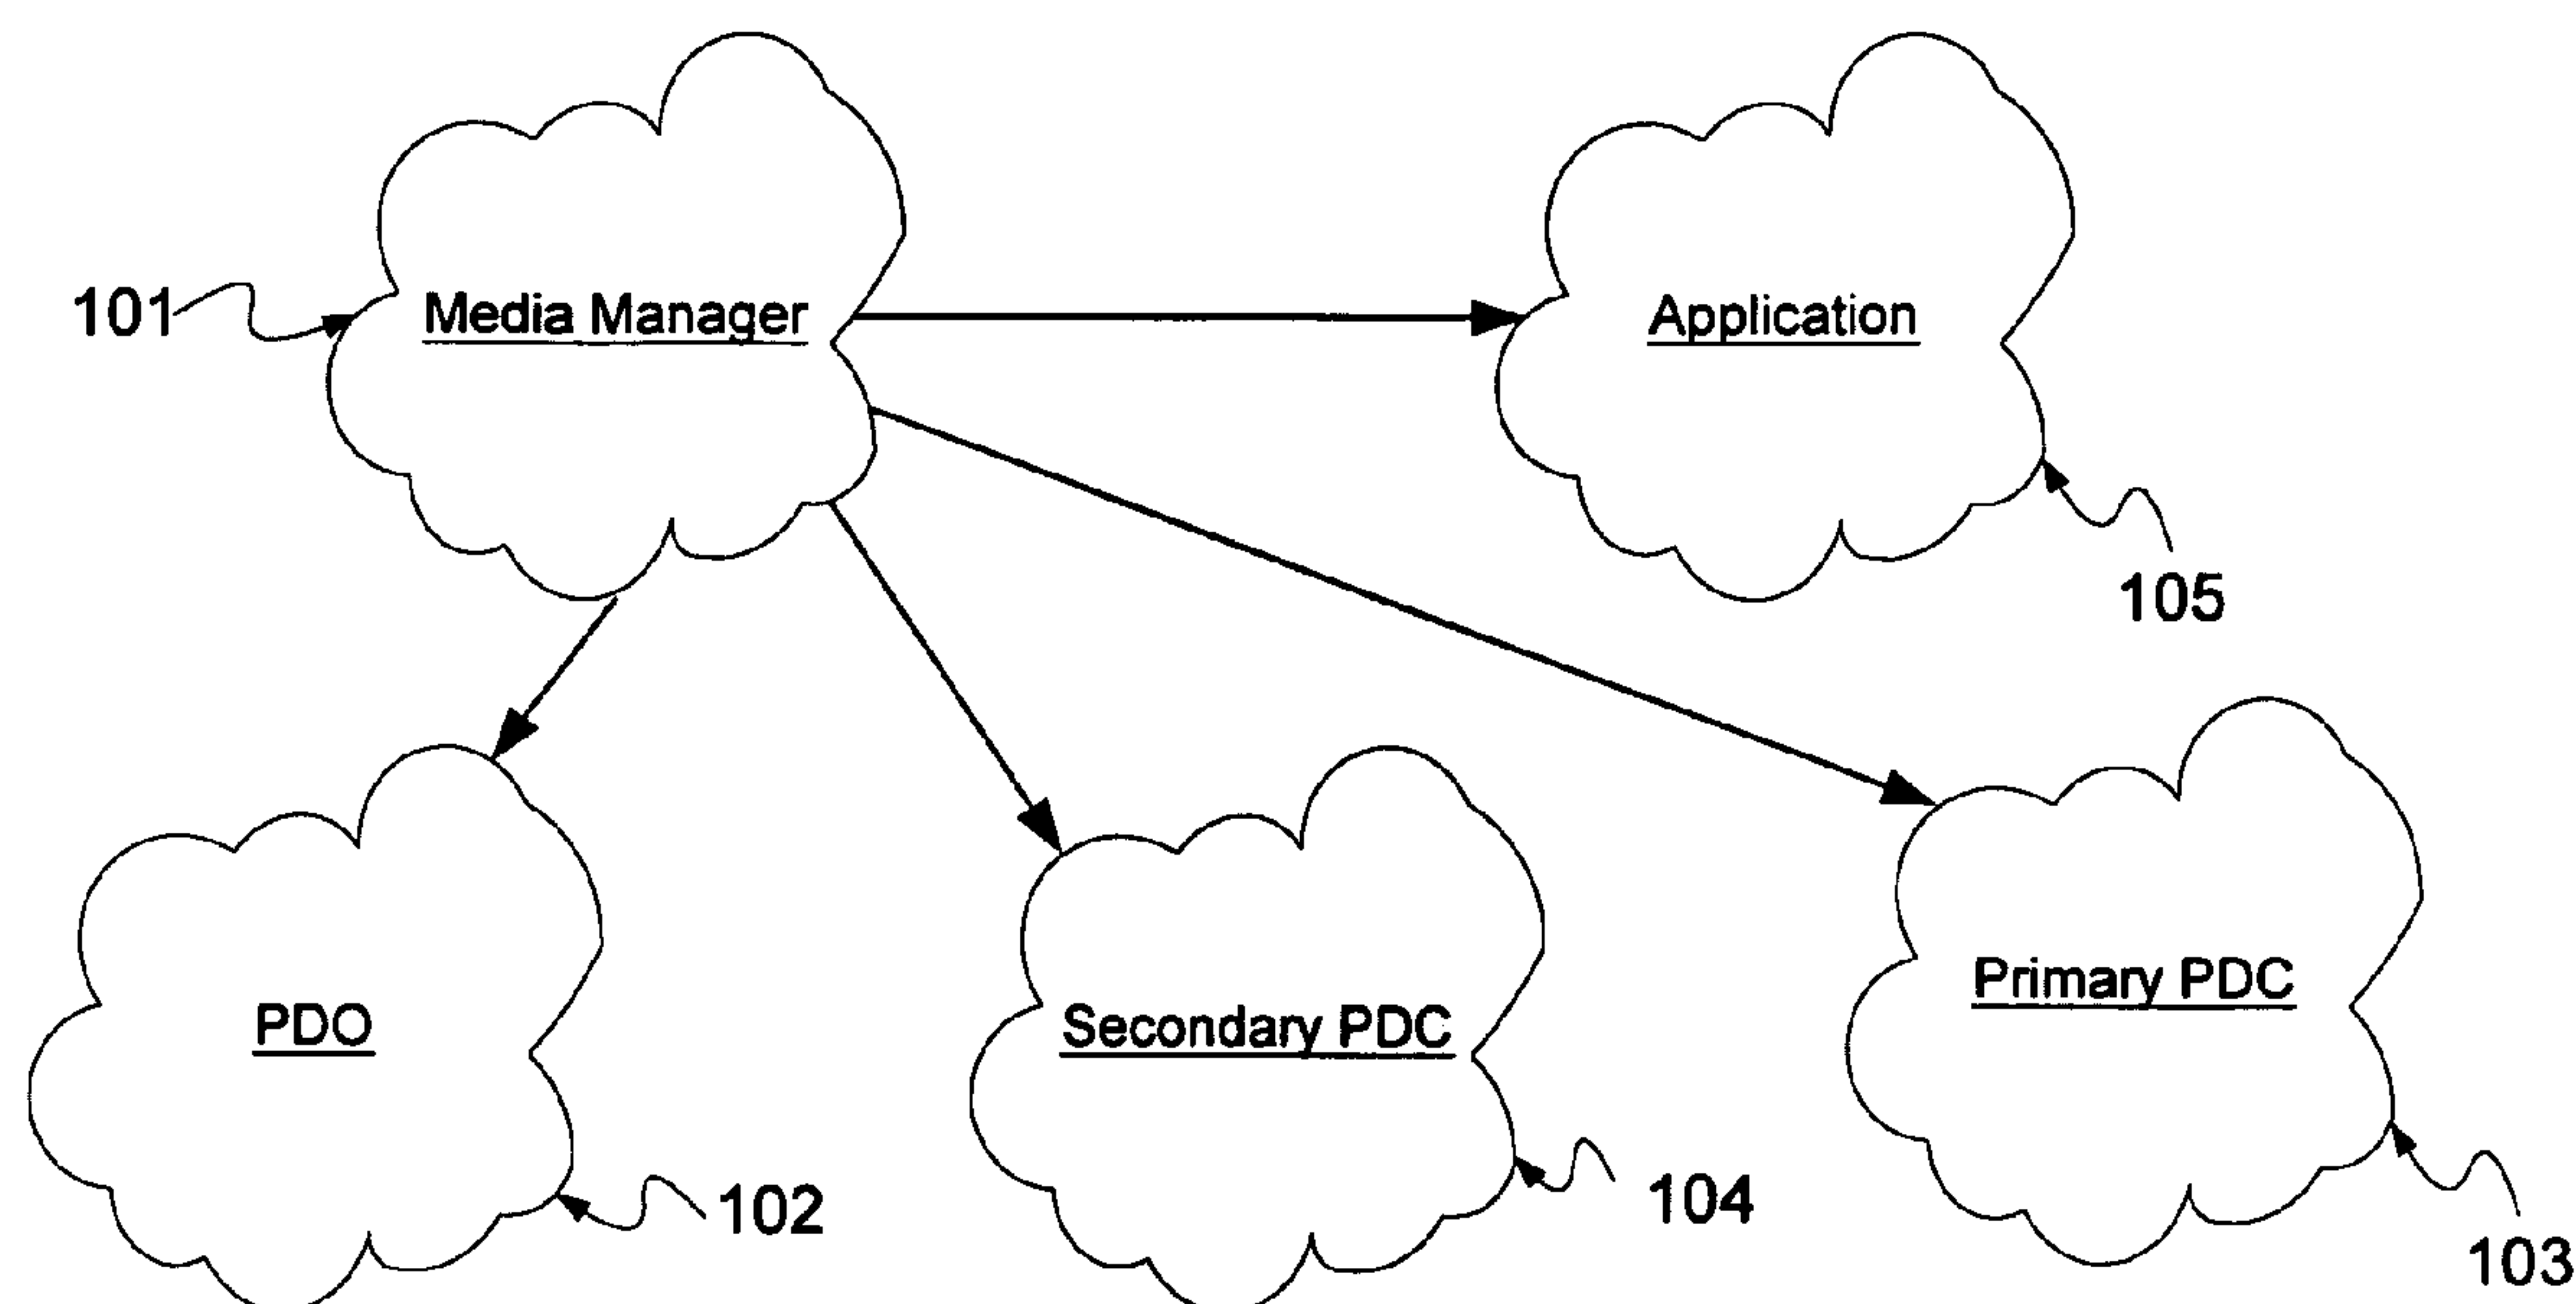 101
Media Manager
Application
105
PDO
102
Secondary PDC
104
Primary PDC
103